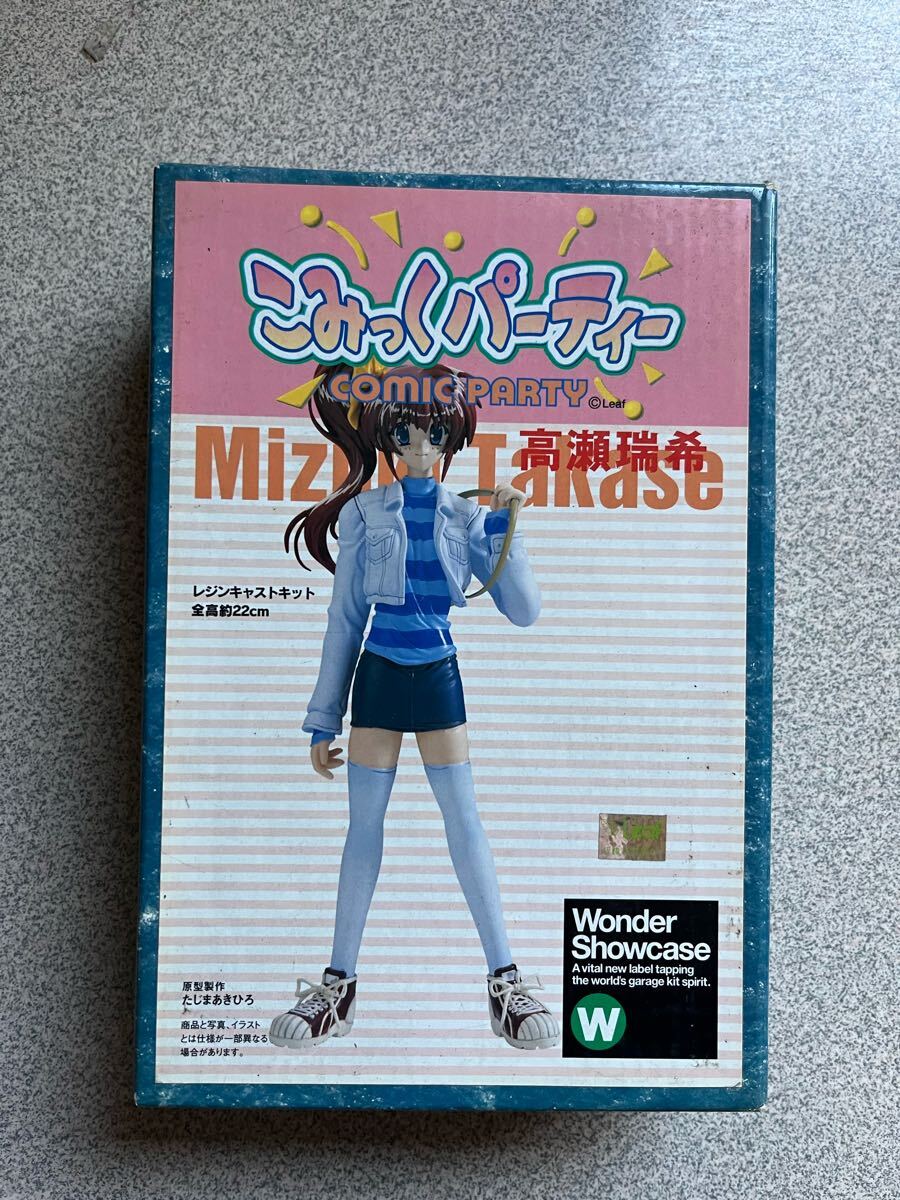 こみっくパーティー
COMIC PARTY
©Leaf
高瀬瑞希
Takase
レジンキャストキット
全高約22cm
原型製作
たじまあきひろ
商品と写真、イラスト
とは仕様が一部異なる
場合があります。
Wonder
Showcase
A vital new label tapping
the world's garage kit spirit.
W